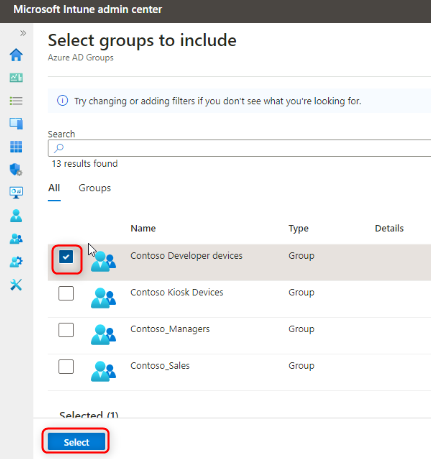 Microsoft Intune admin center
»
Select groups to include
Azure AD Groups
Try changing or adding filters if you don't see what you're looking for.
Search
13 results found
All Groups
Name Type Details
Contoso Developer devices Group
Contoso Kiosk Devices Group
Contoso_Managers Group
Contoso_Sales Group
Selected (1)
Select